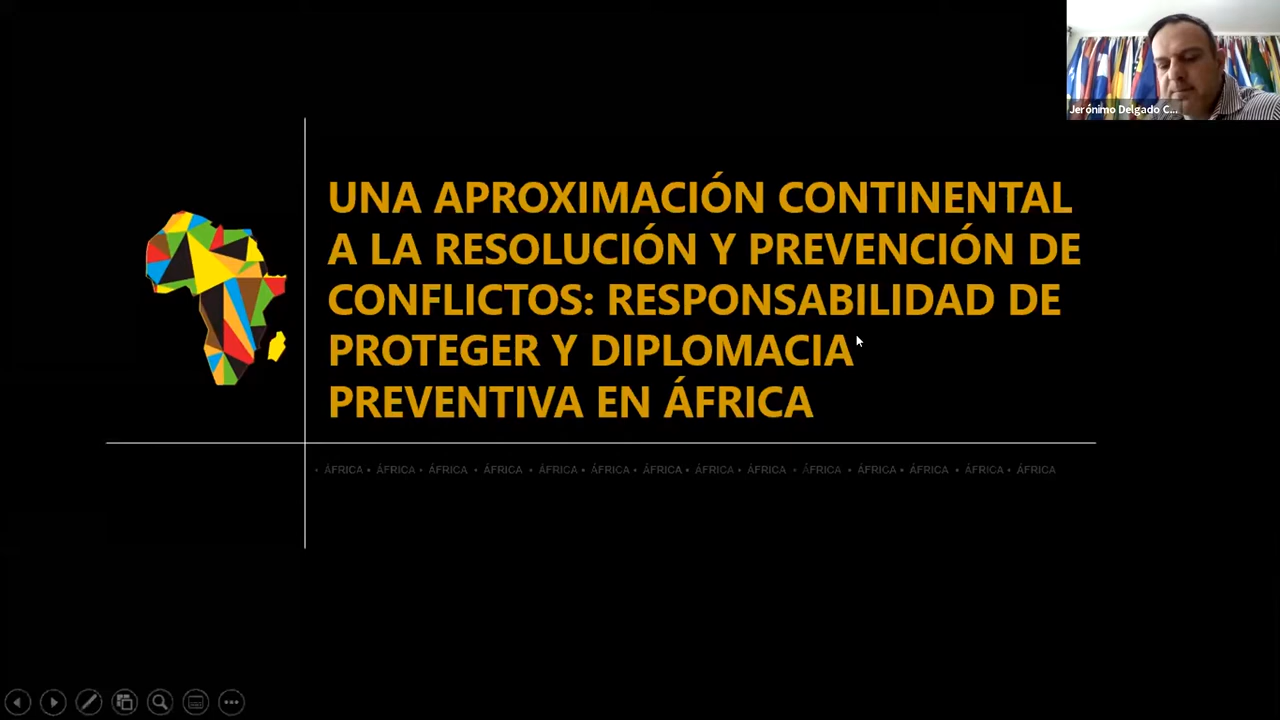 Jerónimo Delgado C...
UNA APROXIMACIÓN CONTINENTAL
A LA RESOLUCIÓN Y PREVENCIÓN DE
CONFLICTOS: RESPONSABILIDAD DE
PROTEGER Y DIPLOMACIA
PREVENTIVA EN ÁFRICA
• ÁFRICA • ÁFRICA • ÁFRICA • ÁFRICA • ÁFRICA • ÁFRICA • ÁFRICA • ÁFRICA • ÁFRICA • ÁFRICA • ÁFRICA • ÁFRICA • ÁFRICA • ÁFRICA